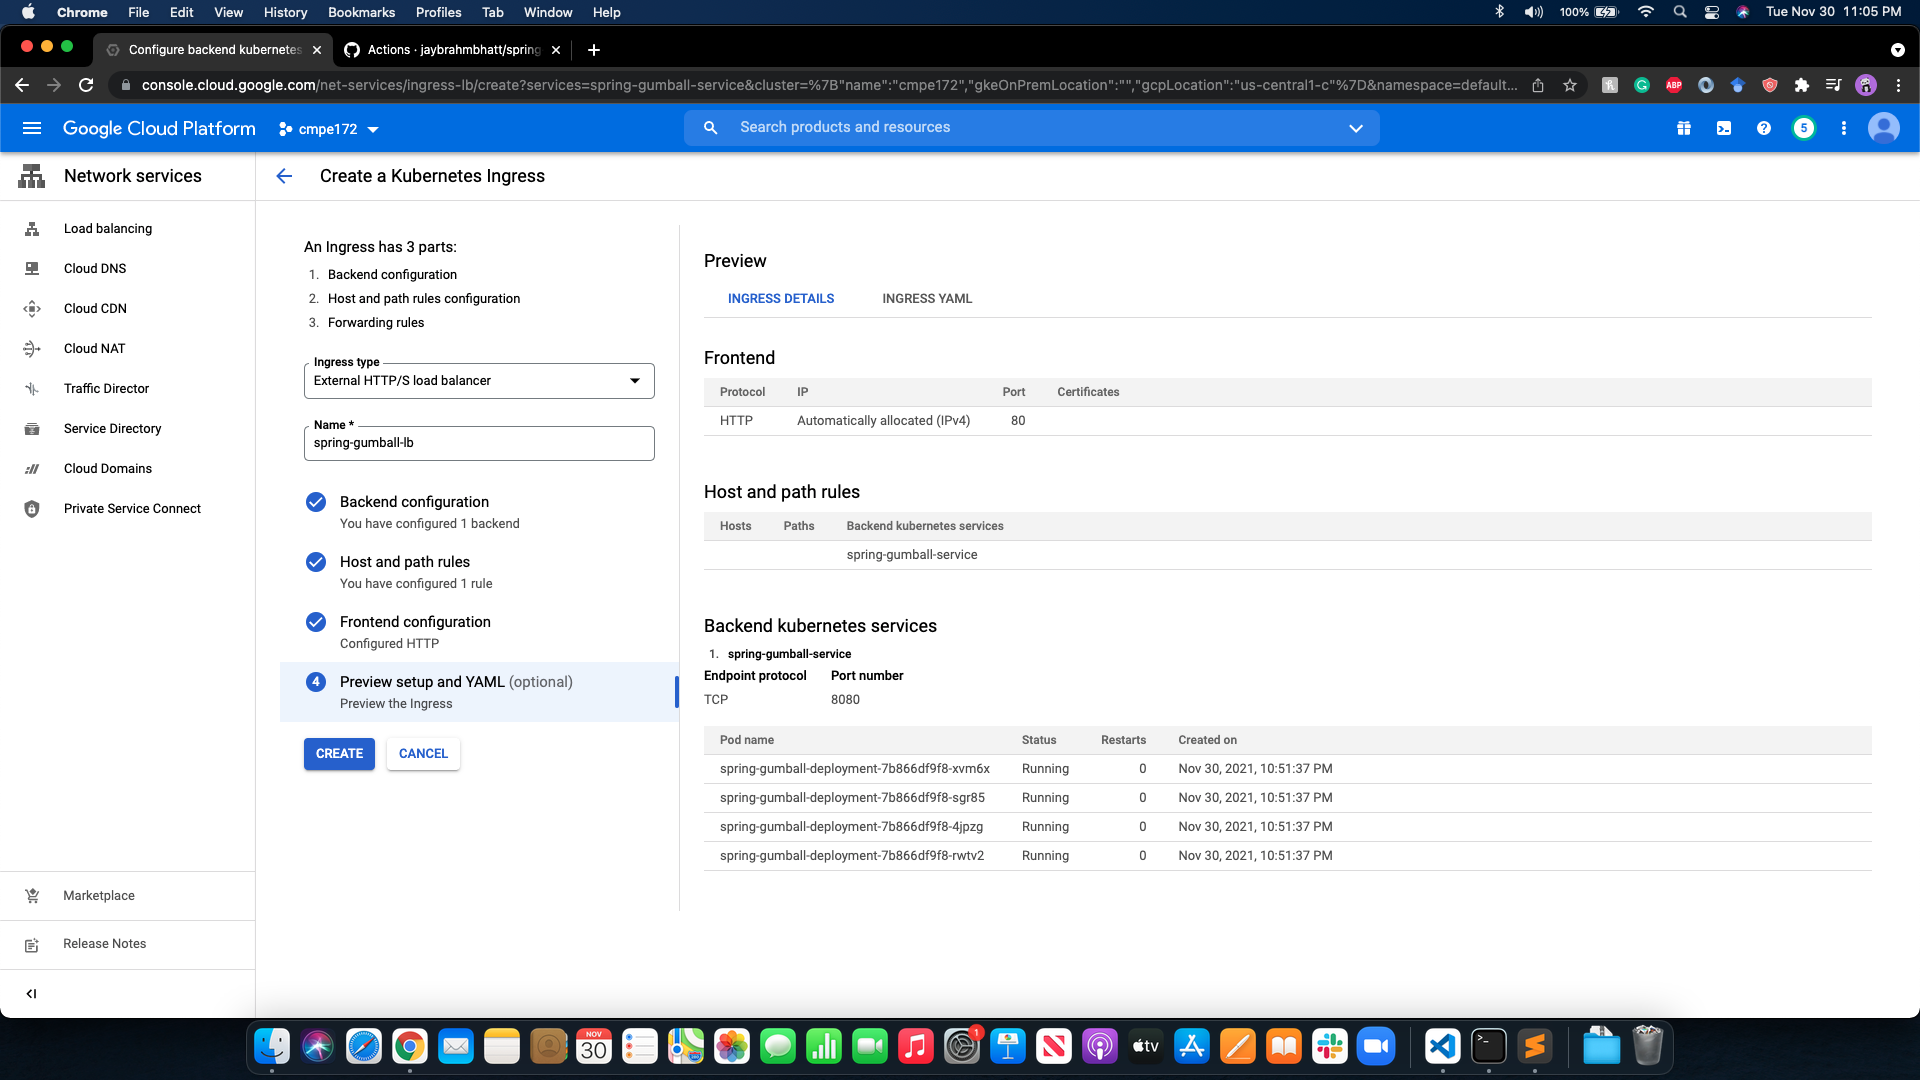 Chrome File Edit View History Bookmarks Profiles Tab Window Help 100% Tue Nov 30 11:05 PM
Configure backend kubernetes Actions · jaybrahmbhatt/spring
console.cloud.google.com/net-services/ingress-lb/create?services=spring-gumball-service&cluster=%7B"name":"cmpe172","gkeOnPremLocation":"","gcpLocation":"us-central1-c"%7D&namespace=default... ABP
Google Cloud Platform cmpe172 Search products and resources 5
Network services
Create a Kubernetes Ingress
Load balancing
Cloud DNS
Cloud CDN
Cloud NAT
Traffic Director
Service Directory
Cloud Domains
Private Service Connect
Marketplace
Release Notes
An Ingress has 3 parts:
1. Backend configuration
2. Host and path rules configuration
3. Forwarding rules
Ingress type
External HTTP/S load balancer
Name *
spring-gumball-lb
Backend configuration
You have configured 1 backend
Host and path rules
You have configured 1 rule
Frontend configuration
Configured HTTP
4 Preview setup and YAML (optional)
Preview the Ingress
CREATE CANCEL
Preview
INGRESS DETAILS INGRESS YAML
Frontend
Protocol IP Port Certificates
HTTP Automatically allocated (IPv4) 80
Host and path rules
Hosts Paths Backend kubernetes services
spring-gumball-service
Backend kubernetes services
1. spring-gumball-service
Endpoint protocol Port number
TCP 8080
Pod name Status Restarts Created on
spring-gumball-deployment-7b866df9f8-xvm6x Running 0 Nov 30, 2021, 10:51:37 PM
spring-gumball-deployment-7b866df9f8-sgr85 Running 0 Nov 30, 2021, 10:51:37 PM
spring-gumball-deployment-7b866df9f8-4jpzg Running 0 Nov 30, 2021, 10:51:37 PM
spring-gumball-deployment-7b866df9f8-rwtv2 Running 0 Nov 30, 2021, 10:51:37 PM
NOV
30
1
tv